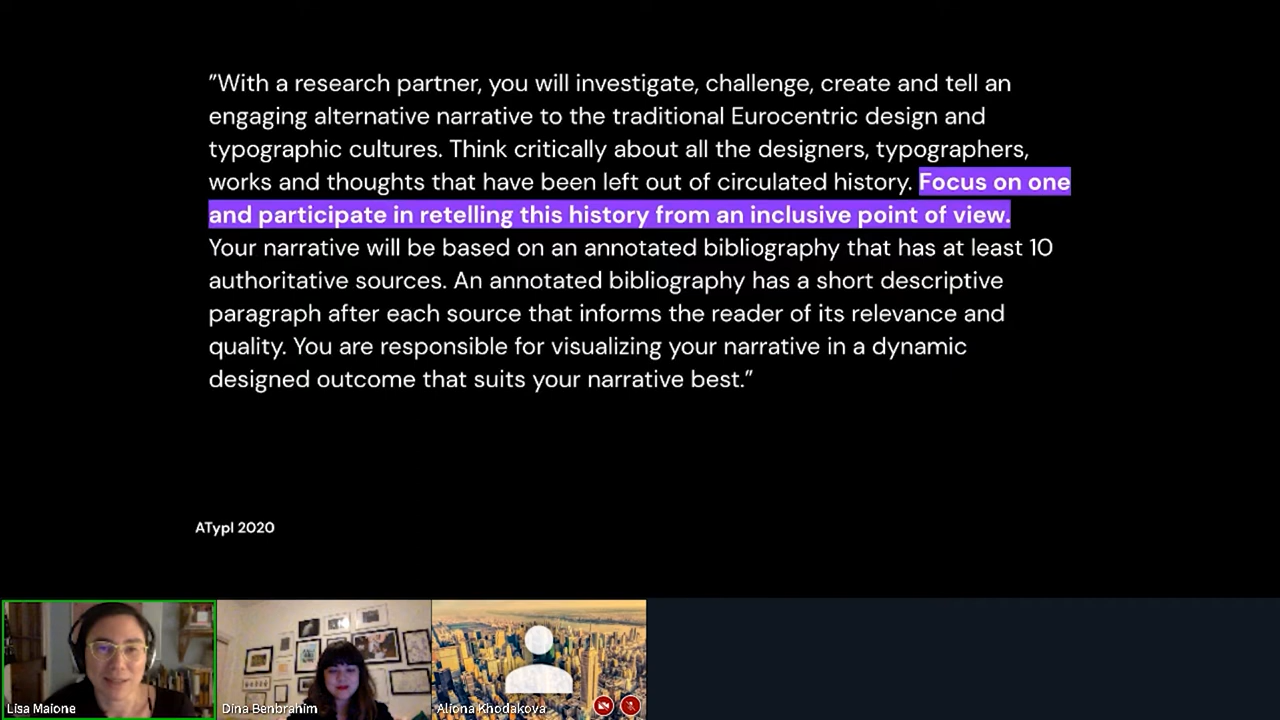 ”With a research partner, you will investigate, challenge, create and tell an
engaging alternative narrative to the traditional Eurocentric design and
typographic cultures. Think critically about all the designers, typographers,
works and thoughts that have been left out of circulated history. Focus on one
and participate in retelling this history from an inclusive point of view.
Your narrative will be based on an annotated bibliography that has at least 10
authoritative sources. An annotated bibliography has a short descriptive
paragraph after each source that informs the reader of its relevance and
quality. You are responsible for visualizing your narrative in a dynamic
designed outcome that suits your narrative best.”
ATypI 2020
Lisa Maione
Dina Benbrahim
Aliona Khodakova